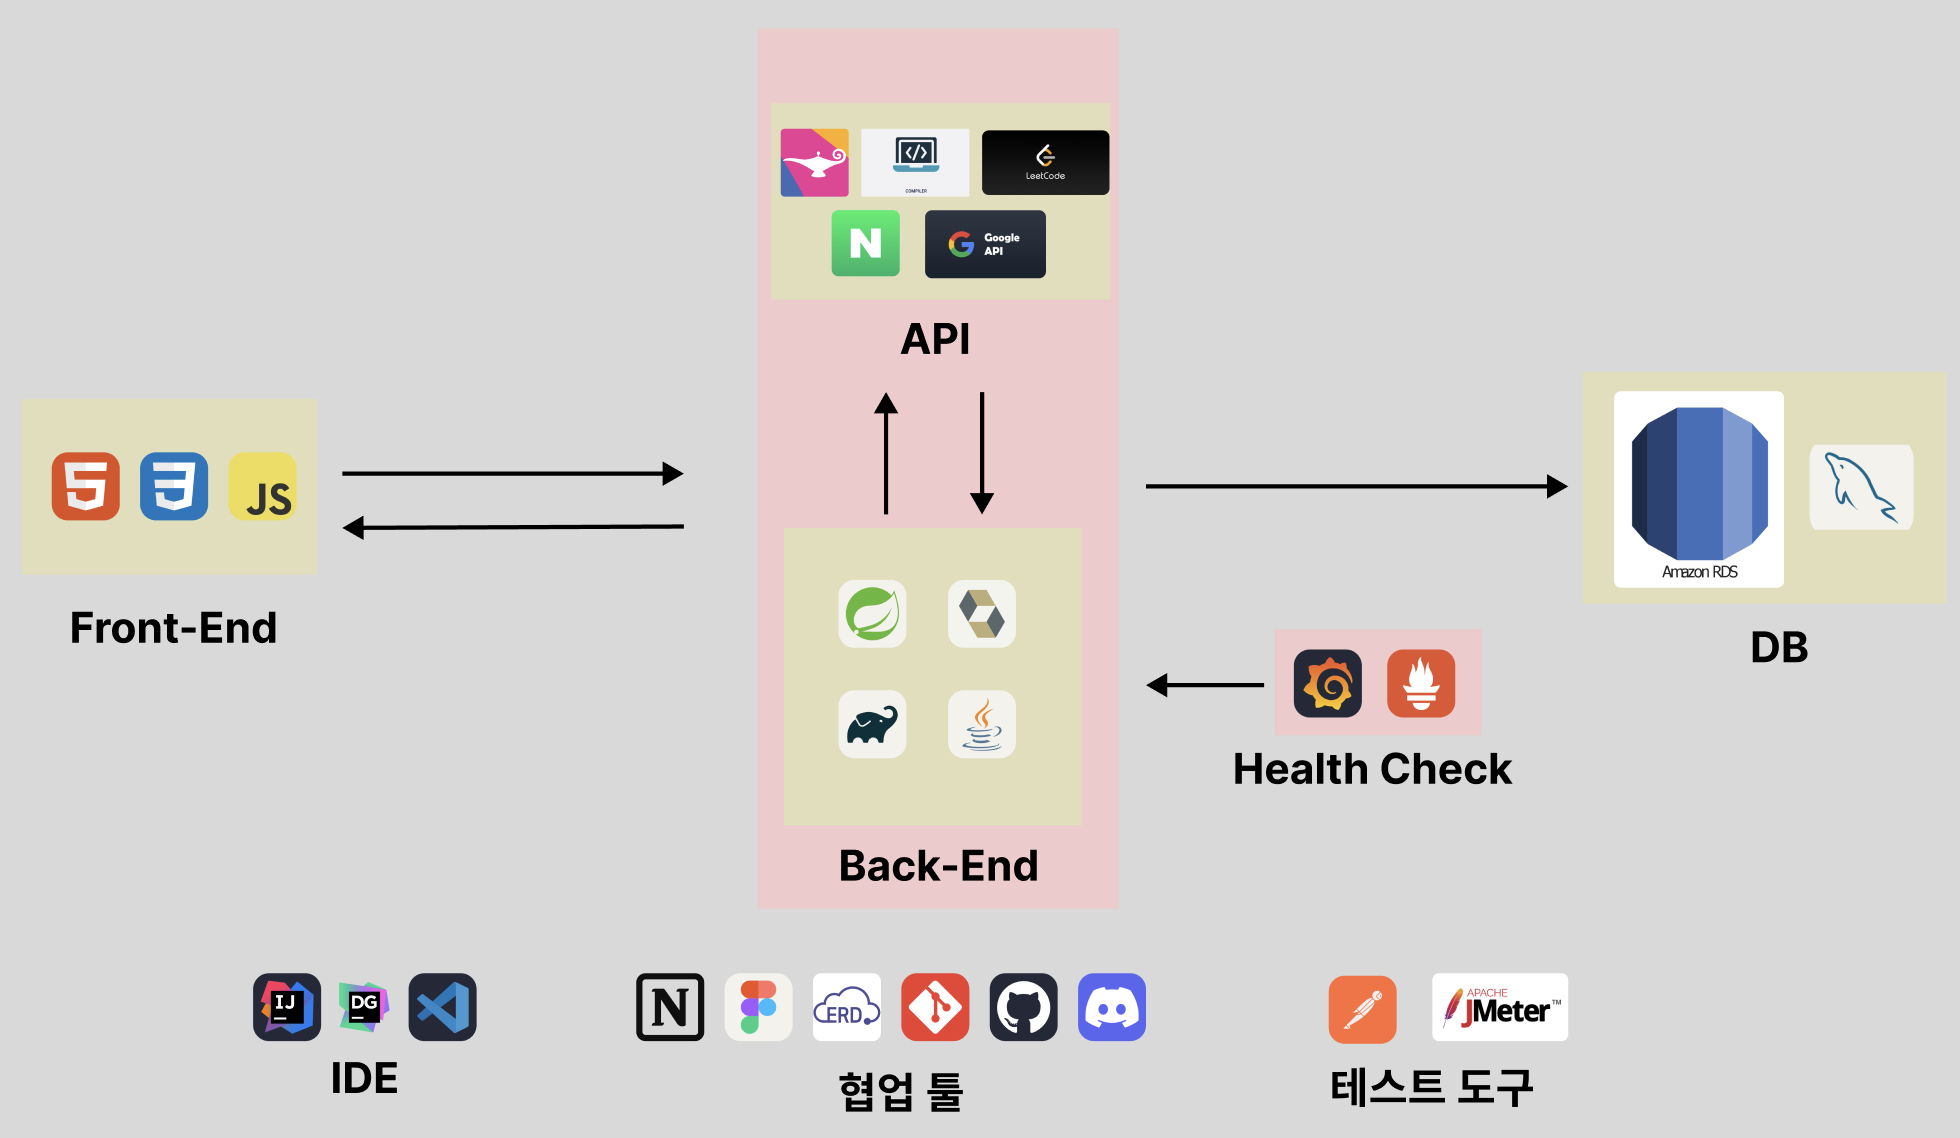 COMPILER
LeetCode
N
Google
API
API
JS
Front-End
Amazon RDS
DB
Health Check
Back-End
IJ
DG
IDE
N
ERD
협업 툴
APACHE
JMeter™
테스트 도구